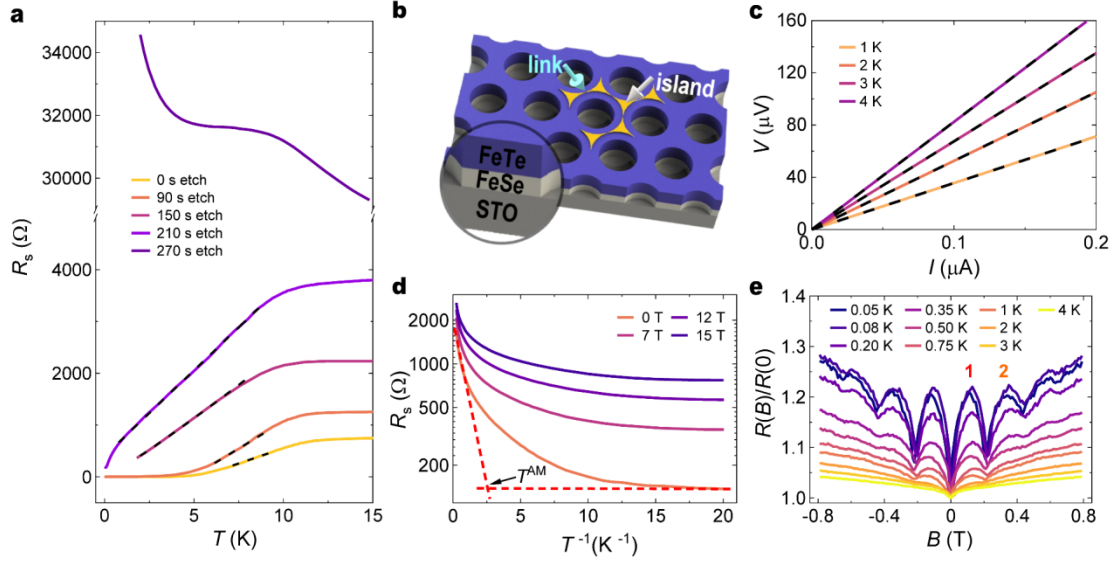 a
34000
32000
30000
4000
2000
0
R_s (Ω)
0 s etch
90 s etch
150 s etch
210 s etch
270 s etch
0 5 10 15
T (K)
b
link
island
FeTe
FeSe
STO
c
160
120
80
40
0
V (μV)
1 K
2 K
3 K
4 K
0.0 0.1 0.2
I (μA)
d
2000
1000
500
200
R_s (Ω)
0 T 12 T
7 T 15 T
T^AM
0 5 10 15 20
T ^-1(K ^-1)
e
1.4
1.3
1.2
1.1
1.0
R(B)/R(0)
0.05 K 0.35 K 1 K 4 K
0.08 K 0.50 K 2 K
0.20 K 0.75 K 3 K
1 2
-0.8 -0.4 0.0 0.4 0.8
B (T)